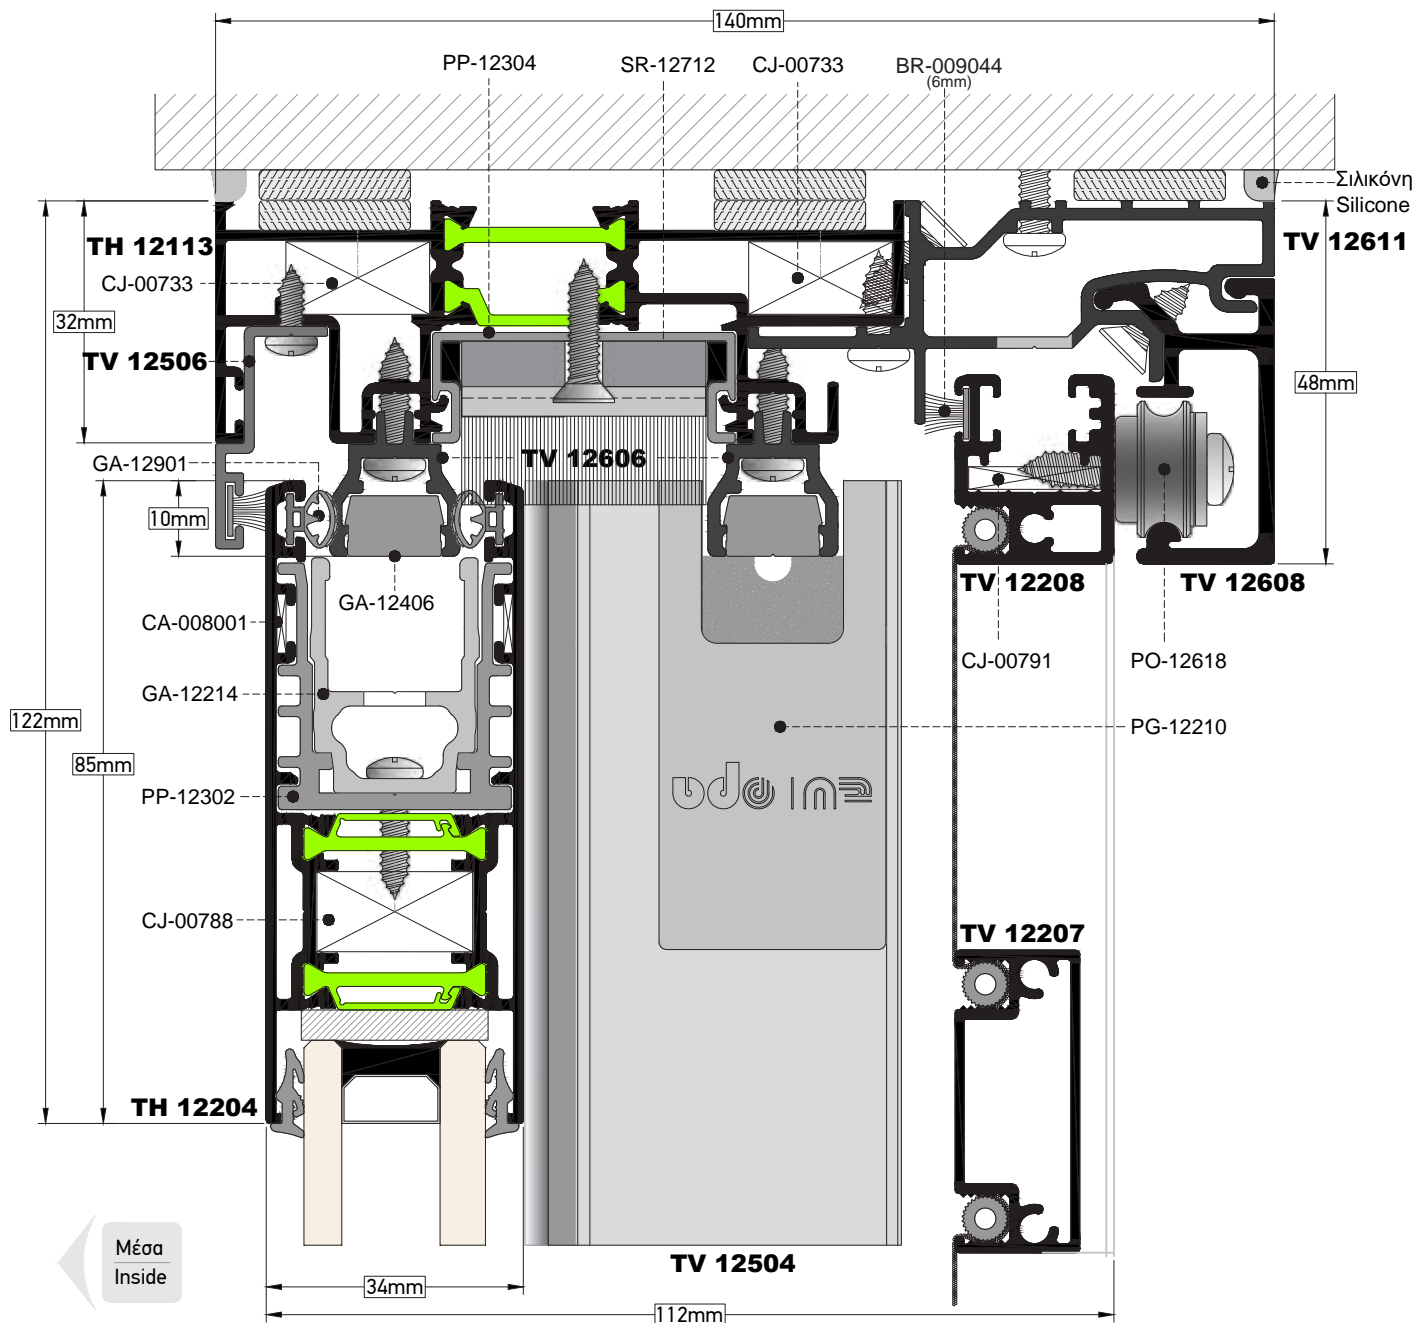 140mm
PP-12304
SR-12712
CJ-00733
BR-009044
(6mm)
Σιλικόνη
Silicone
TH 12113
TV 12611
CJ-00733
32mm
TV 12506
48mm
GA-12901
TV 12606
10mm
TV 12208
TV 12608
GA-12406
CA-008001
CJ-00791
PO-12618
GA-12214
122mm
PG-12210
85mm
PP-12302
CJ-00788
TV 12207
TH 12204
Μέσα
Inside
TV 12504
34mm
112mm